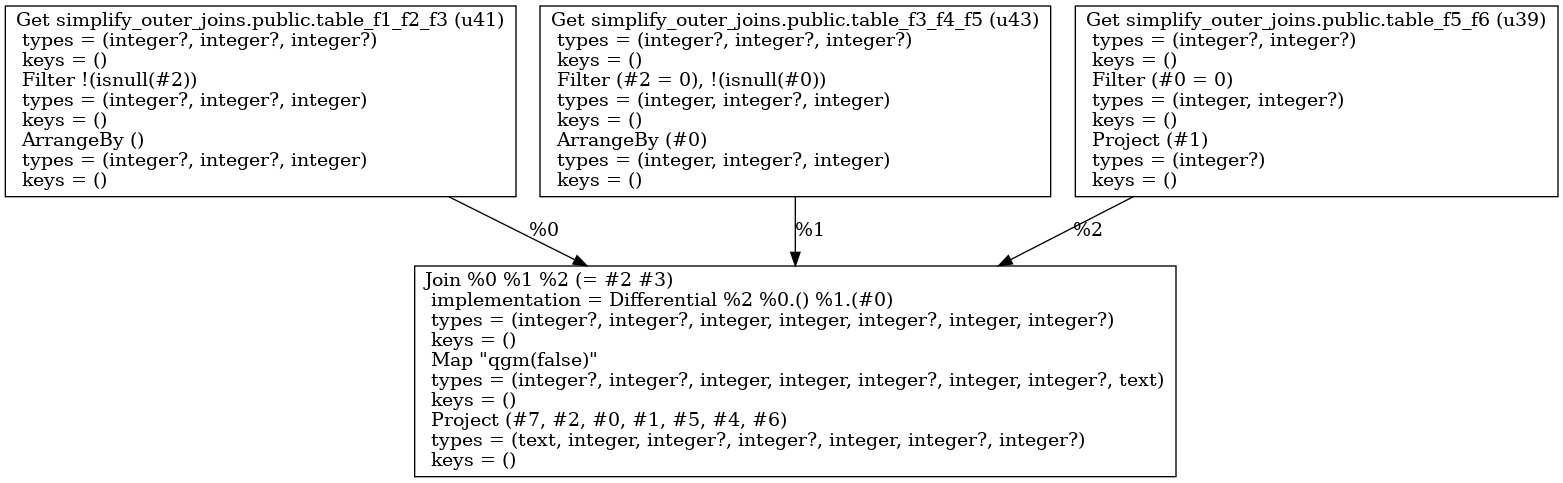 Get simplify_outer_joins.public.table_f1_f2_f3 (u41)
types = (integer?, integer?, integer?)
keys = ()
Filter !(isnull(#2))
types = (integer?, integer?, integer)
keys = ()
ArrangeBy ()
types = (integer?, integer?, integer)
keys = ()
Get simplify_outer_joins.public.table_f3_f4_f5 (u43)
types = (integer?, integer?, integer?)
keys = ()
Filter (#2 = 0), !(isnull(#0))
types = (integer, integer?, integer)
keys = ()
ArrangeBy (#0)
types = (integer, integer?, integer)
keys = ()
Get simplify_outer_joins.public.table_f5_f6 (u39)
types = (integer?, integer?)
keys = ()
Filter (#0 = 0)
types = (integer, integer?)
keys = ()
Project (#1)
types = (integer?)
keys = ()
%0
%1
%2
Join %0 %1 %2 (= #2 #3)
implementation = Differential %2 %0.() %1.(#0)
types = (integer?, integer?, integer, integer, integer?, integer, integer?)
keys = ()
Map "qgm(false)"
types = (integer?, integer?, integer, integer, integer?, integer, integer?, text)
keys = ()
Project (#7, #2, #0, #1, #5, #4, #6)
types = (text, integer, integer?, integer?, integer, integer?, integer?)
keys = ()